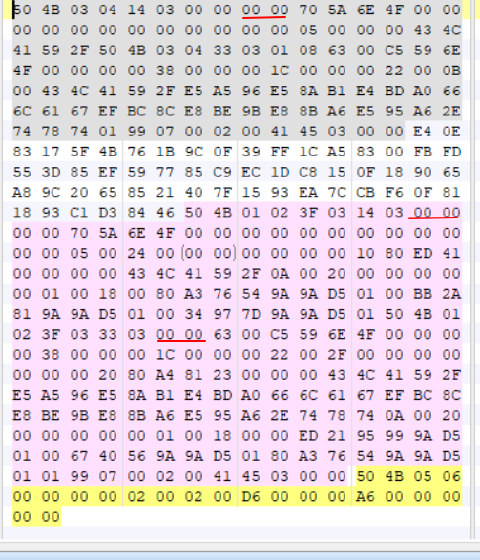 50 4B 03 04 14 03 00 00 00 00 70 5A 6E 4F 00 00
00 00 00 00 00 00 00 00 00 00 05 00 00 00 43 4C
41 59 2F 50 4B 03 04 33 03 01 08 63 00 C5 59 6E
4F 00 00 00 00 38 00 00 00 1C 00 00 00 22 00 0B
00 43 4C 41 59 2F E5 A5 96 E5 8A B1 E4 BD A0 66
6C 61 67 EF BC 8C E8 BE 9B E8 8B A6 E5 95 A6 2E
74 78 74 01 99 07 00 02 00 41 45 03 00 00 E4 0E
83 17 5F 4B 76 1B 9C 0F 39 FF 1C A5 83 00 FB FD
55 3D 85 EF 59 77 85 C9 EC 1D C8 15 0F 18 90 65
A8 9C 20 65 85 21 40 7F 15 93 EA 7C CB F6 0F 81
18 93 C1 D3 84 46 50 4B 01 02 3F 03 14 03 00 00
00 00 70 5A 6E 4F 00 00 00 00 00 00 00 00 00 00
00 00 05 00 24 00 (00 00) 00 00 00 00 10 80 ED 41
00 00 00 00 43 4C 41 59 2F 0A 00 20 00 00 00 00
00 01 00 18 00 80 A3 76 54 9A 9A D5 01 00 BB 2A
81 9A 9A D5 01 00 34 97 7D 9A 9A D5 01 50 4B 01
02 3F 03 33 03 00 00 63 00 C5 59 6E 4F 00 00 00
00 38 00 00 00 1C 00 00 00 22 00 2F 00 00 00 00
00 00 00 20 80 A4 81 23 00 00 00 43 4C 41 59 2F
E5 A5 96 E5 8A B1 E4 BD A0 66 6C 61 67 EF BC 8C
E8 BE 9B E8 8B A6 E5 95 A6 2E 74 78 74 0A 00 20
00 00 00 00 00 01 00 18 00 00 ED 21 95 99 9A D5
01 00 67 40 56 9A 9A D5 01 80 A3 76 54 9A 9A D5
01 01 99 07 00 02 00 41 45 03 00 00 50 4B 05 06
00 00 00 00 02 00 02 00 D6 00 00 00 A6 00 00 00
00 00